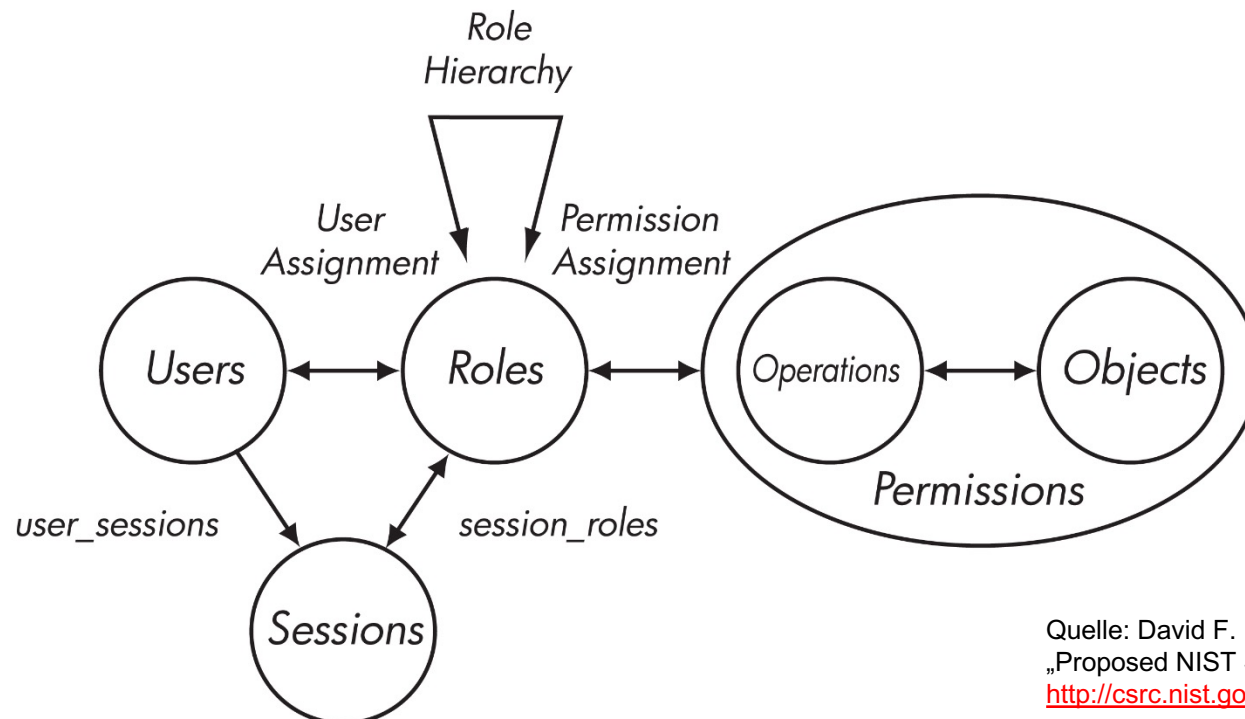 Role
Hierarchy
User
Assignment
Permission
Assignment
Users
Roles
Operations
Objects
Permissions
user_sessions
session_roles
Sessions
Quelle: David F.
„Proposed NIST
http://csrc.nist.go